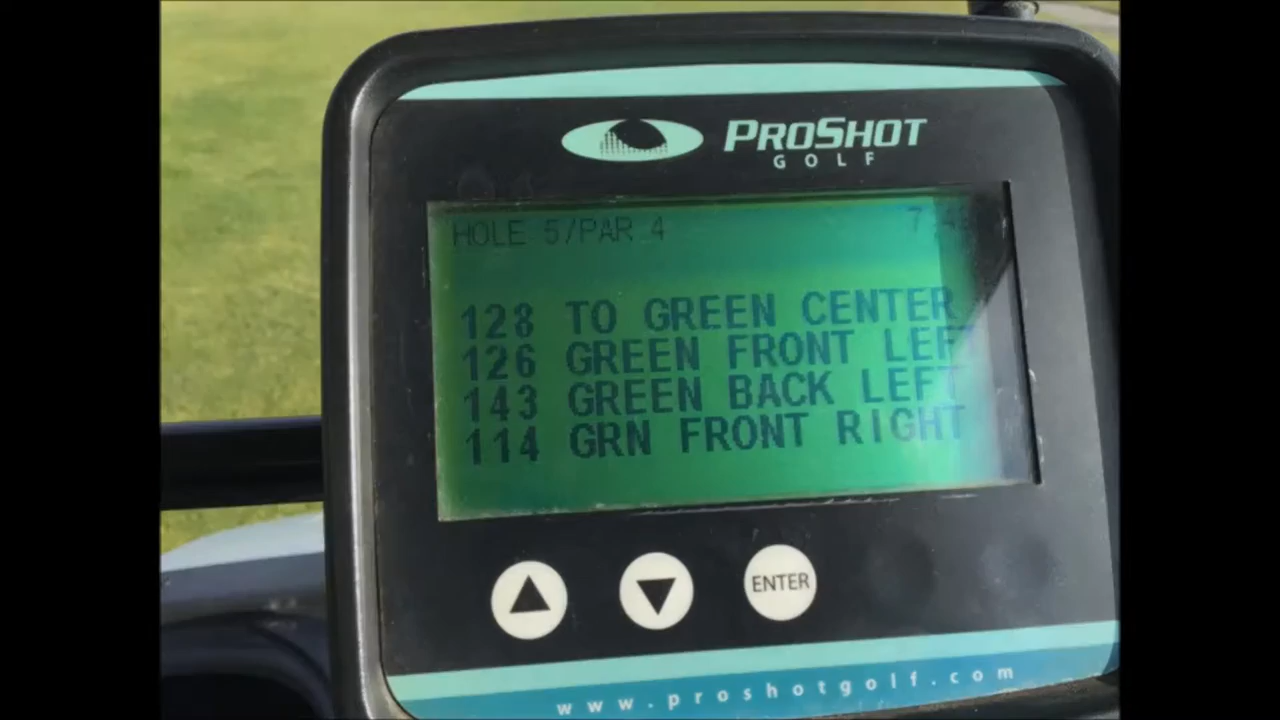 PROSHOT
GOLF
HOLE 5/PAR 4
128 TO GREEN CENTER
126 GREEN FRONT LEFT
143 GREEN BACK LEFT
114 GRN FRONT RIGHT
ENTER
www.proshotgolf.com